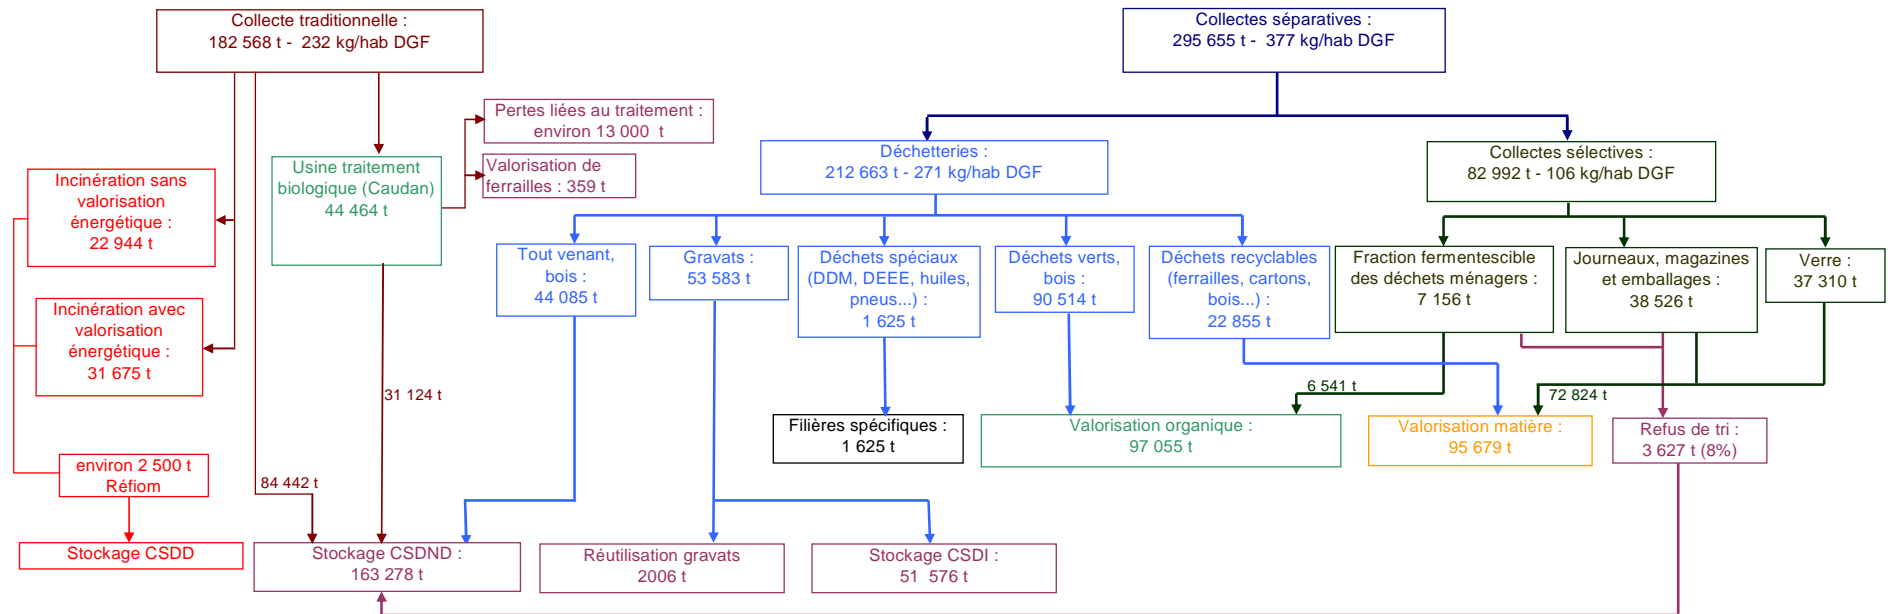 Collecte traditionnelle :
182 568 t - 232 kg/hab DGF
Collectes séparatives :
295 655 t - 377 kg/hab DGF
Pertes liées au traitement :
environ 13 000 t
Valorisation de
ferrailles : 359 t
Usine traitement
biologique (Caudan)
44 464 t
Incinération sans
valorisation
énergétique :
22 944 t
Incinération avec
valorisation
énergétique :
31 675 t
Déchetteries :
212 663 t - 271 kg/hab DGF
Collectes sélectives :
82 992 t - 106 kg/hab DGF
Tout venant,
bois :
44 085 t
Gravats :
53 583 t
Déchets spéciaux
(DDM, DEEE, huiles,
pneus...) :
1 625 t
Déchets verts,
bois :
90 514 t
Déchets recyclables
(ferrailles, cartons,
bois...) :
22 855 t
Fraction fermentescible
des déchets ménagers :
7 156 t
Journeaux, magazines
et emballages :
38 526 t
Verre :
37 310 t
31 124 t
6 541 t
72 824 t
Filières spécifiques :
1 625 t
Valorisation organique :
97 055 t
Valorisation matière :
95 679 t
Refus de tri :
3 627 t (8%)
environ 2 500 t
Réfiom
84 442 t
Stockage CSDD
Stockage CSDND :
163 278 t
Réutilisation gravats
2006 t
Stockage CSDI :
51 576 t